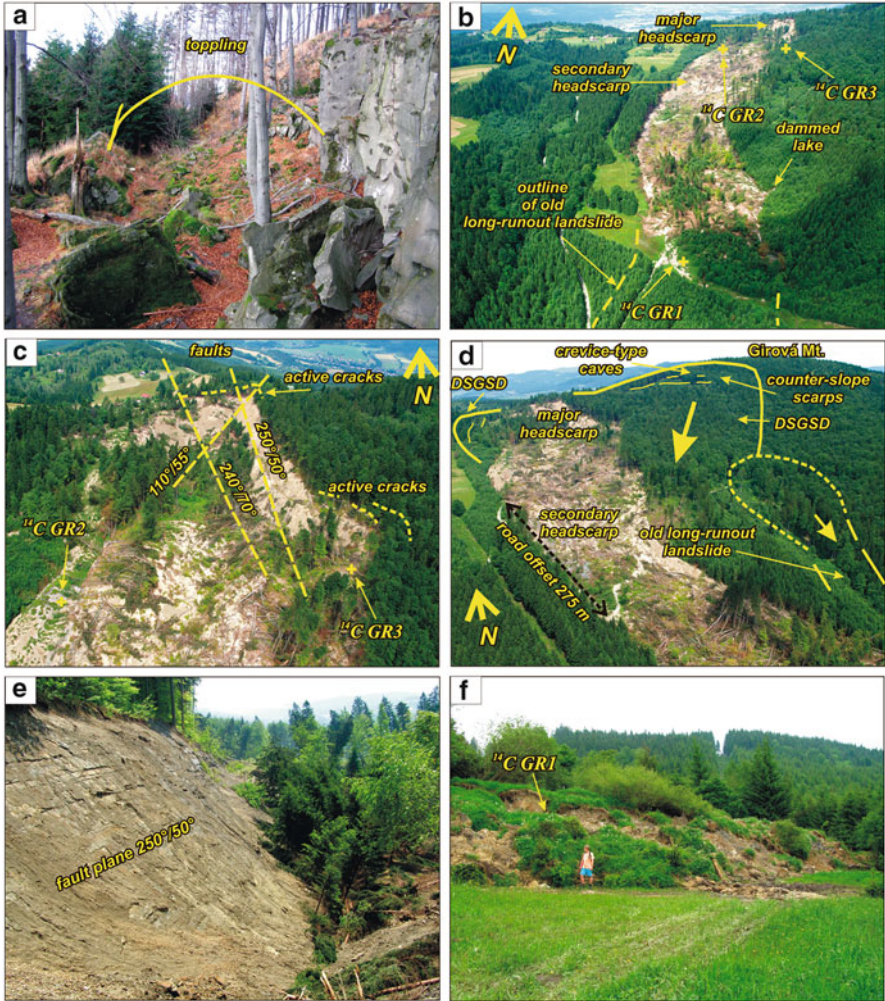 a
toppling
b
N
major
headscarp
secondary
headscarp
¹⁴C GR2
¹⁴C GR3
dammed
lake
outline
of old
long-runout landslide
¹⁴C GR1
c
faults
N
active cracks
250°/50°
110°/55°
240°/70°
active cracks
¹⁴C GR2
¹⁴C GR3
d
crevice-type
caves
Girová Mt.
DSGSD
counter-slope
scarps
major
headscarp
DSGSD
secondary
headscarp
old long-runout
landslide
road offset 275 m
N
e
fault plane 250°/50°
f
¹⁴C GR1